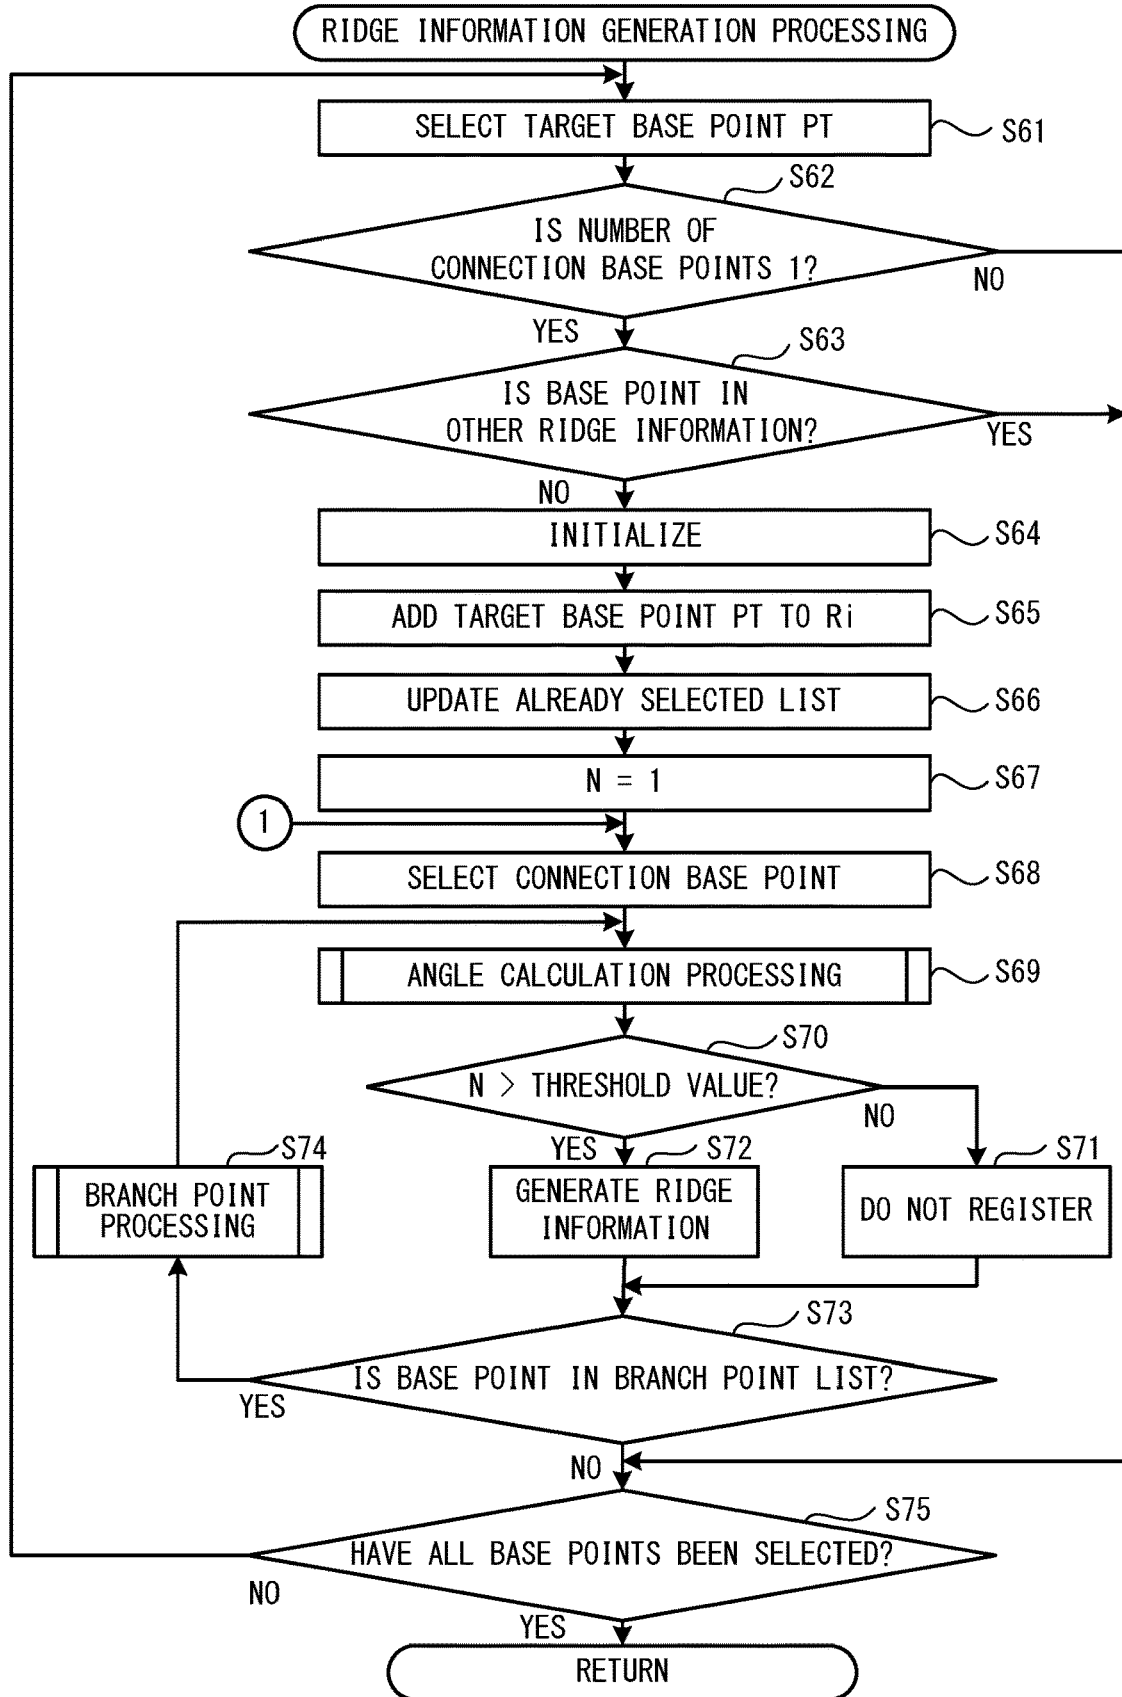 RIDGE INFORMATION GENERATION PROCESSING
SELECT TARGET BASE POINT PT
S61
S62
IS NUMBER OF
CONNECTION BASE POINTS 1?
NO
YES
S63
IS BASE POINT IN
OTHER RIDGE INFORMATION?
YES
NO
INITIALIZE
S64
ADD TARGET BASE POINT PT TO Ri
S65
UPDATE ALREADY SELECTED LIST
S66
N = 1
S67
1
SELECT CONNECTION BASE POINT
S68
ANGLE CALCULATION PROCESSING
S69
S70
N > THRESHOLD VALUE?
NO
YES
S74
S72
S71
BRANCH POINT
PROCESSING
GENERATE RIDGE
INFORMATION
DO NOT REGISTER
S73
IS BASE POINT IN BRANCH POINT LIST?
YES
NO
S75
HAVE ALL BASE POINTS BEEN SELECTED?
NO
YES
RETURN